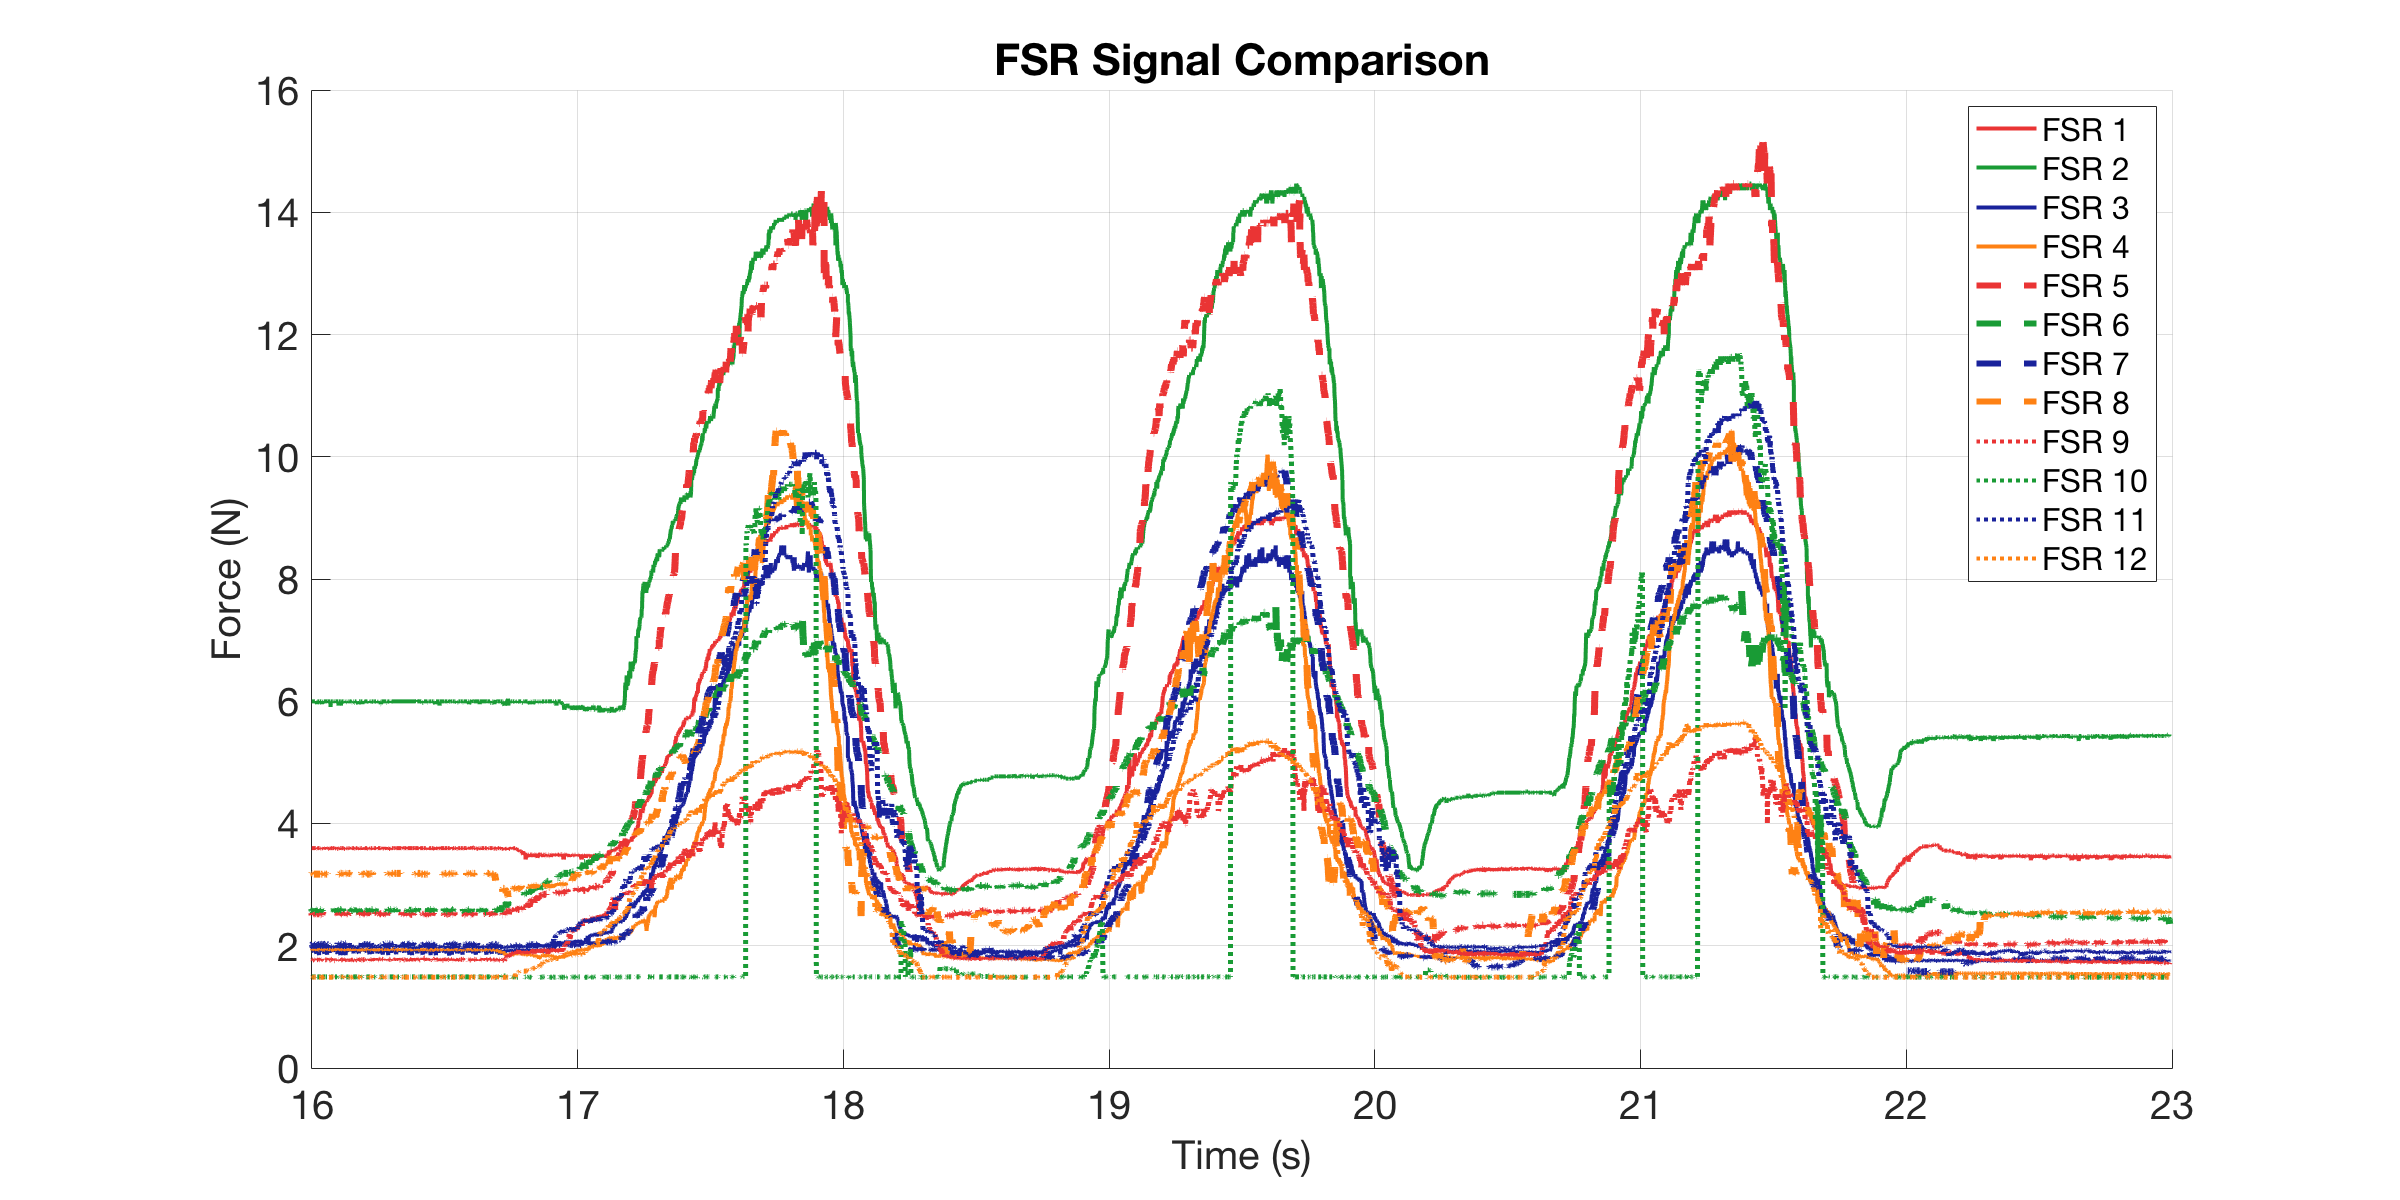 FSR Signal Comparison
16
14
12
10
8
6
4
2
0
Force (N)
FSR 1
FSR 2
FSR 3
FSR 4
FSR 5
FSR 6
FSR 7
FSR 8
FSR 9
FSR 10
FSR 11
FSR 12
16 17 18 19 20 21 22 23
Time (s)